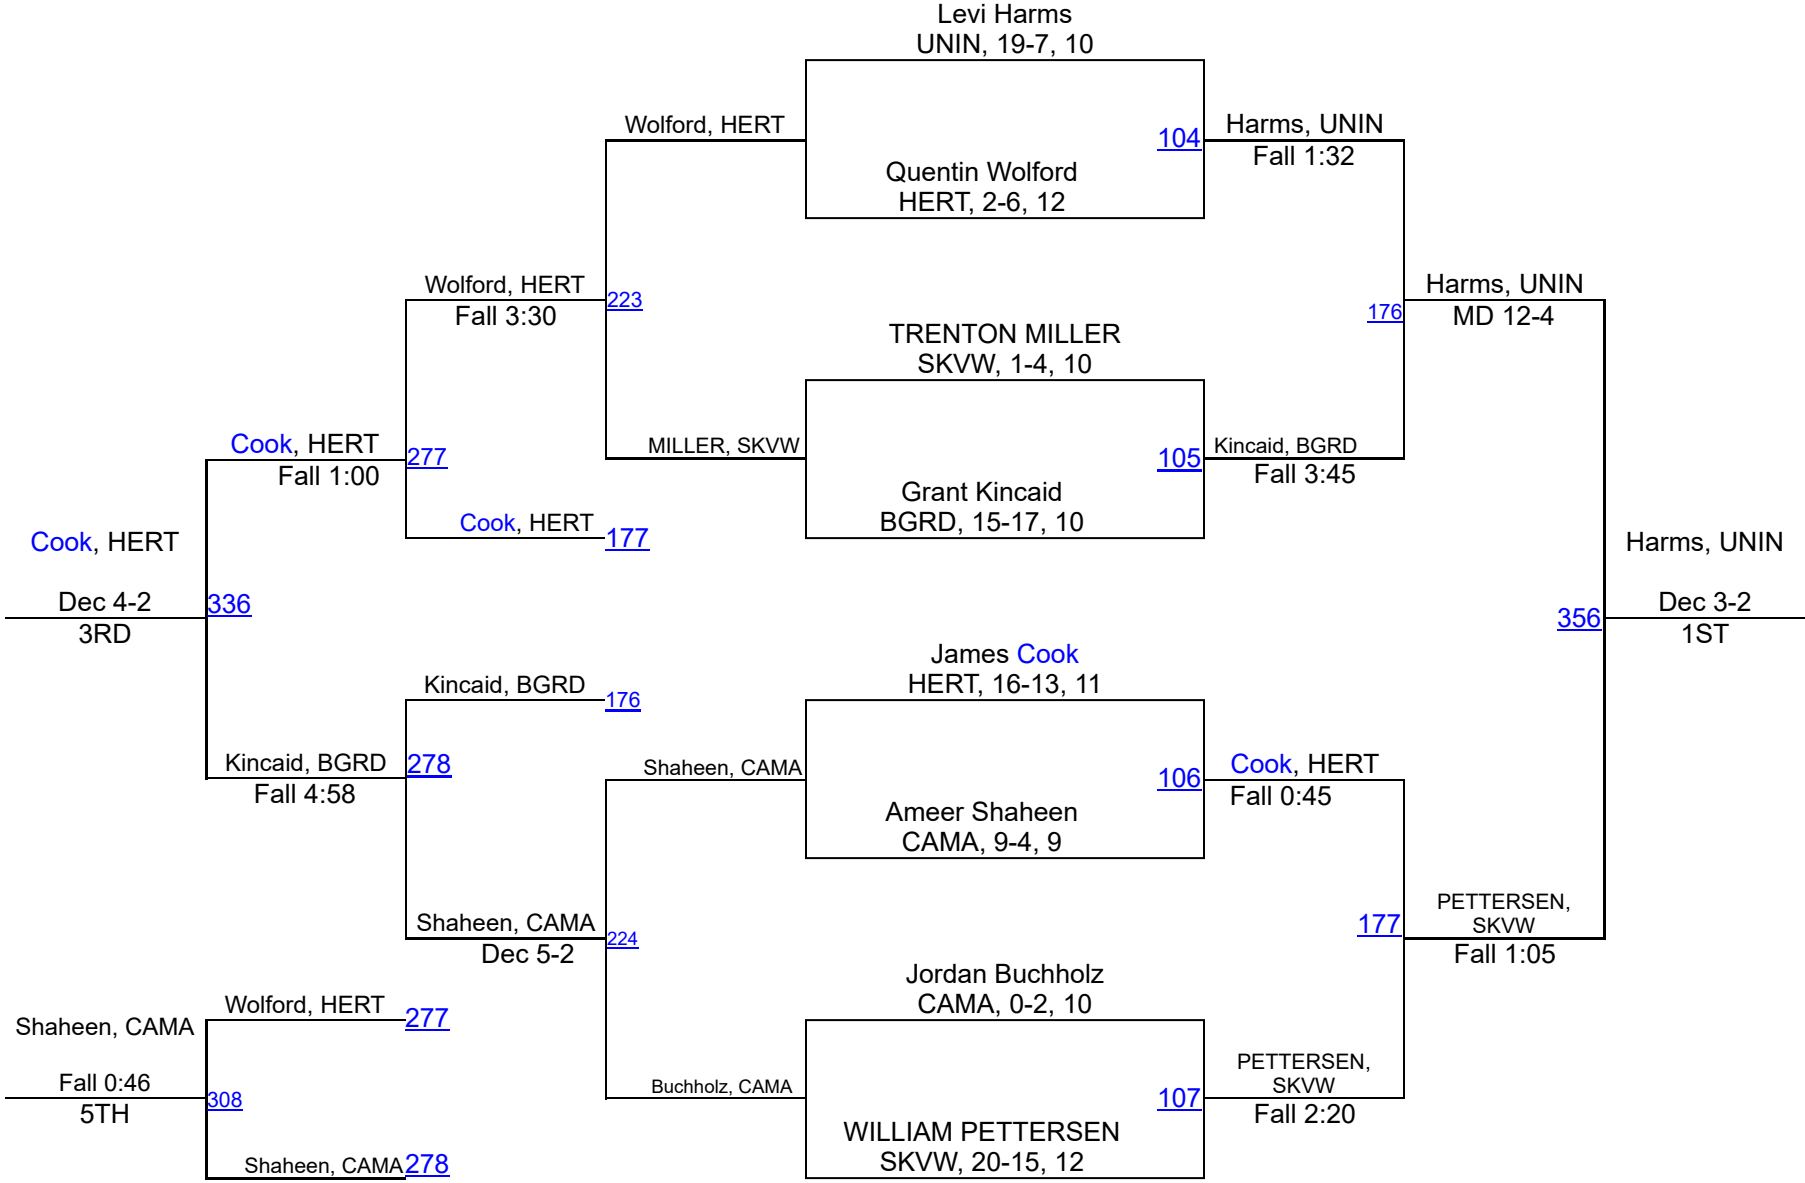 Levi Harms
UNIN, 19-7, 10
Wolford, HERT
104
Harms, UNIN
Fall 1:32
Quentin Wolford
HERT, 2-6, 12
Wolford, HERT
Fall 3:30
223
Harms, UNIN
MD 12-4
176
TRENTON MILLER
SKVW, 1-4, 10
Cook, HERT
Fall 1:00
277
MILLER, SKVW
105
Kincaid, BGRD
Fall 3:45
Grant Kincaid
BGRD, 15-17, 10
Cook, HERT
177
Cook, HERT
Dec 4-2
3RD
336
Harms, UNIN
356
Dec 3-2
1ST
James Cook
HERT, 16-13, 11
Kincaid, BGRD
176
Kincaid, BGRD
Fall 4:58
278
Shaheen, CAMA
106
Cook, HERT
Fall 0:45
Ameer Shaheen
CAMA, 9-4, 9
Shaheen, CAMA
Dec 5-2
224
177
PETTERSEN,
SKVW
Fall 1:05
Jordan Buchholz
CAMA, 0-2, 10
Wolford, HERT
277
Shaheen, CAMA
Fall 0:46
5TH
308
Buchholz, CAMA
107
PETTERSEN,
SKVW
Fall 2:20
WILLIAM PETTERSEN
SKVW, 20-15, 12
Shaheen, CAMA
278